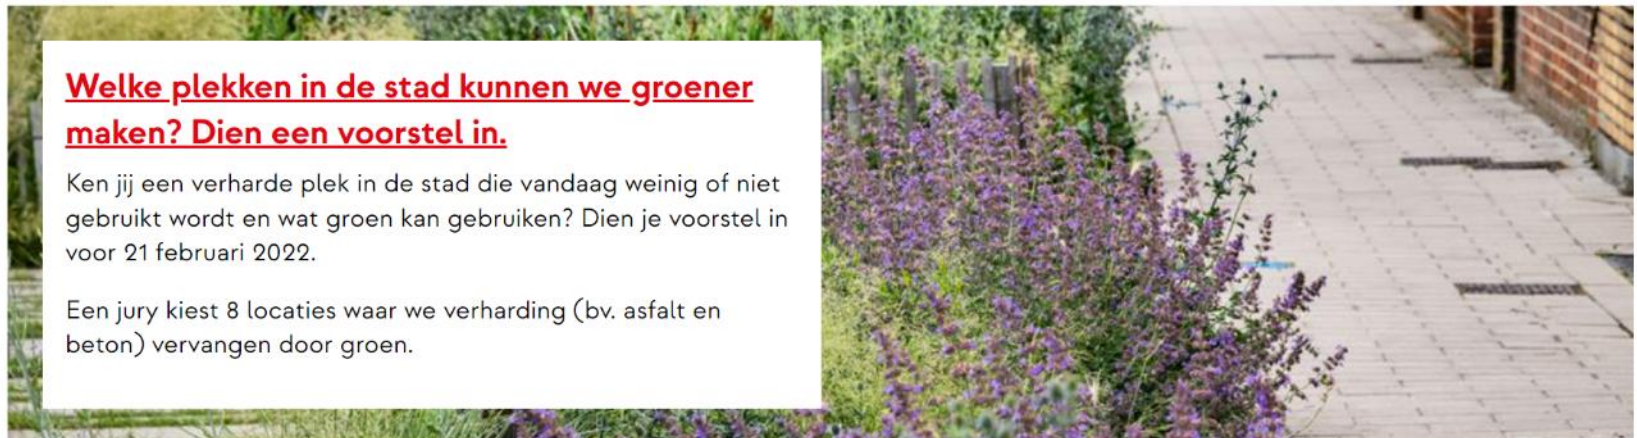 Welke plekken in de stad kunnen we groener
maken? Dien een voorstel in.
Ken jij een verharde plek in de stad die vandaag weinig of niet
gebruikt wordt en wat groen kan gebruiken? Dien je voorstel in
voor 21 februari 2022.
Een jury kiest 8 locaties waar we verharding (bv. asfalt en
beton) vervangen door groen.